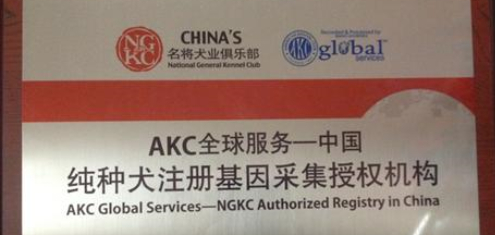 NG
KC
CHINA'S
名将犬业俱乐部
National General Kennel Club
AKC
global
services
AKC全球服务—中国
纯种犬注册基因采集授权机构
AKC Global Services—NGKC Authorized Registry in China